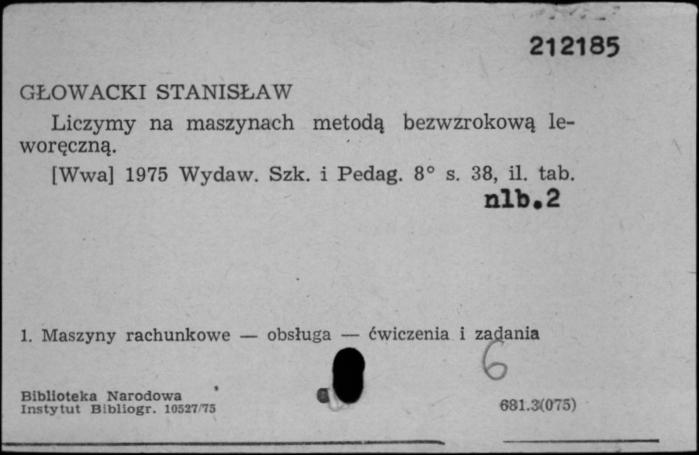 212185
GŁOWACKI STANISŁAW
Liczymy na maszynach metodą bezwzrokową le-
woręczną.
[Wwa] 1975 Wydaw. Szk. i Pedag. 8° s. 38, il. tab.
nlb.2
1. Maszyny rachunkowe — obsługa — ćwiczenia i zadania
6
Biblioteka Narodowa
Instytut Bibliogr. 10527/75
681.3(075)